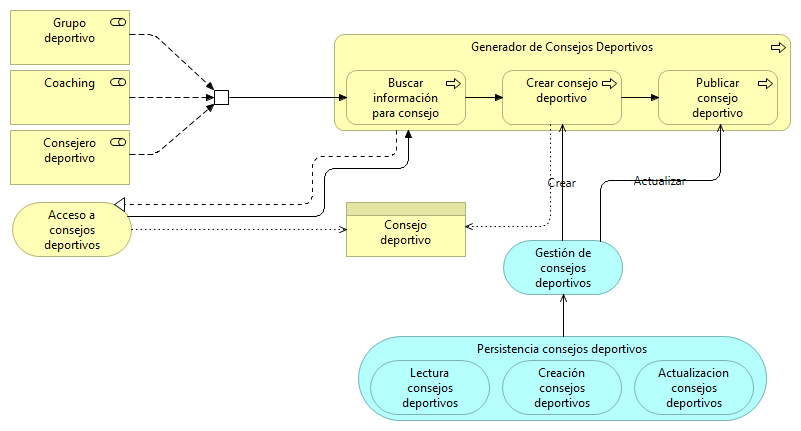 Grupo
deportivo
Coaching
Consejero
deportivo
Generador de Consejos Deportivos
Buscar
información
para consejo
Crear consejo
deportivo
Publicar
consejo
deportivo
Acceso a
consejos
deportivos
Consejo
deportivo
Crear
Actualizar
Gestión de
consejos
deportivos
Persistencia consejos deportivos
Lectura
consejos
deportivos
Creación
consejos
deportivos
Actualizacion
consejos
deportivos